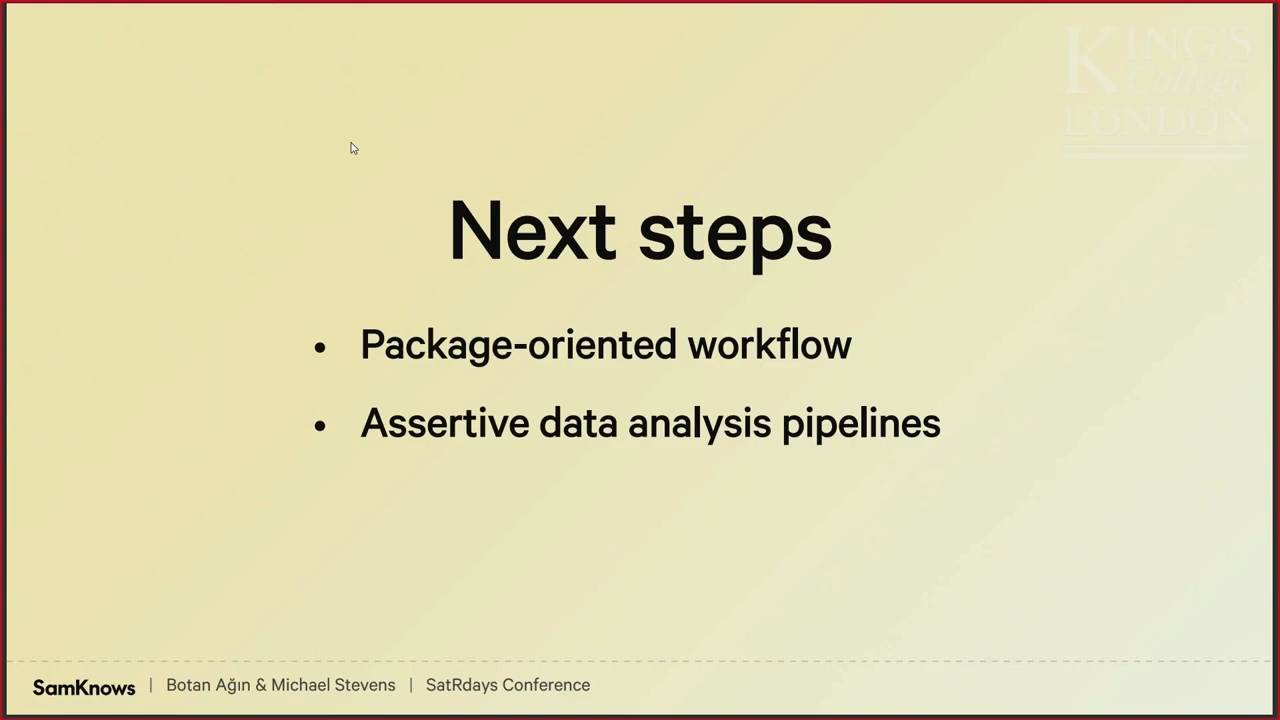 KING'S
College
LONDON
Next steps
• Package-oriented workflow
• Assertive data analysis pipelines
SamKnows | Botan Ağın & Michael Stevens | SatRdays Conference